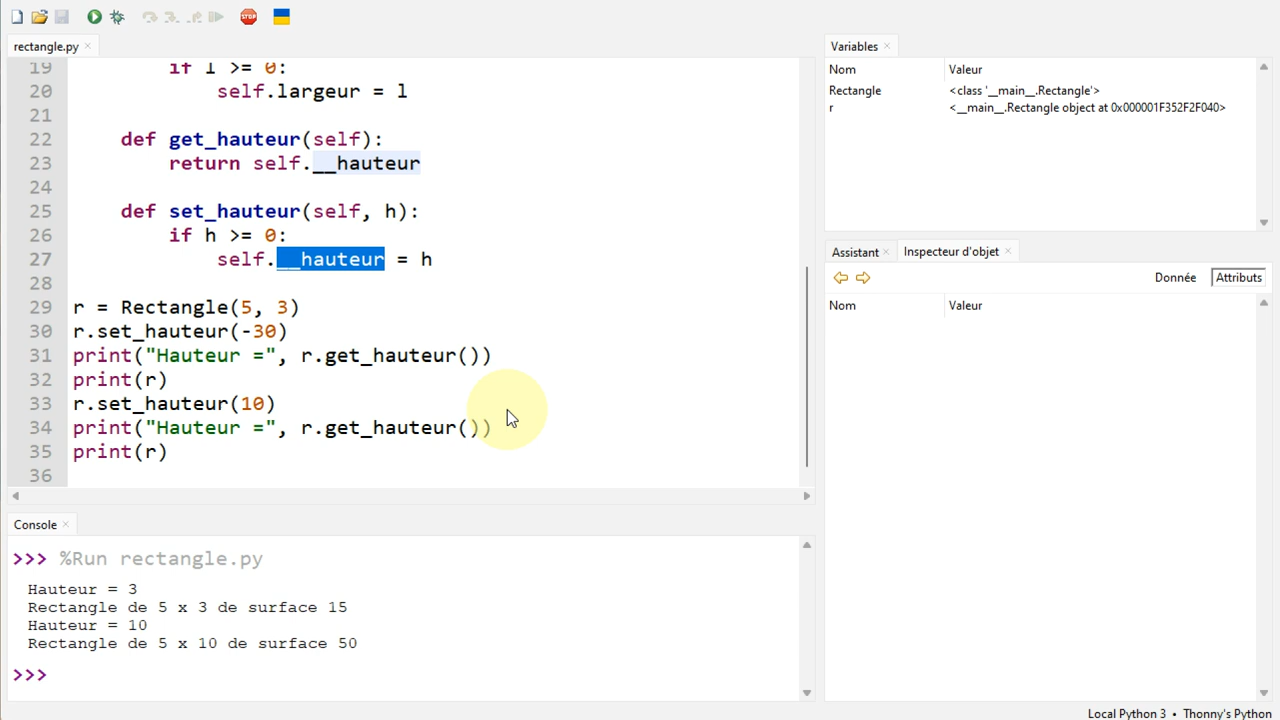 STOP
rectangle.py
19 if l >= 0:
20 self.largeur = l
21
22 def get_hauteur(self):
23 return self.__hauteur
24
25 def set_hauteur(self, h):
26 if h >= 0:
27 self.__hauteur = h
28
29 r = Rectangle(5, 3)
30 r.set_hauteur(-30)
31 print("Hauteur =", r.get_hauteur())
32 print(r)
33 r.set_hauteur(10)
34 print("Hauteur =", r.get_hauteur())
35 print(r)
36
Console
>>> %Run rectangle.py
Hauteur = 3
Rectangle de 5 x 3 de surface 15
Hauteur = 10
Rectangle de 5 x 10 de surface 50
>>>
Variables
Nom Valeur
Rectangle <class '__main__.Rectangle'>
r <__main__.Rectangle object at 0x000001F352F2F040>
Assistant Inspecteur d'objet
Donnée Attributs
Nom Valeur
Local Python 3 • Thonny's Python